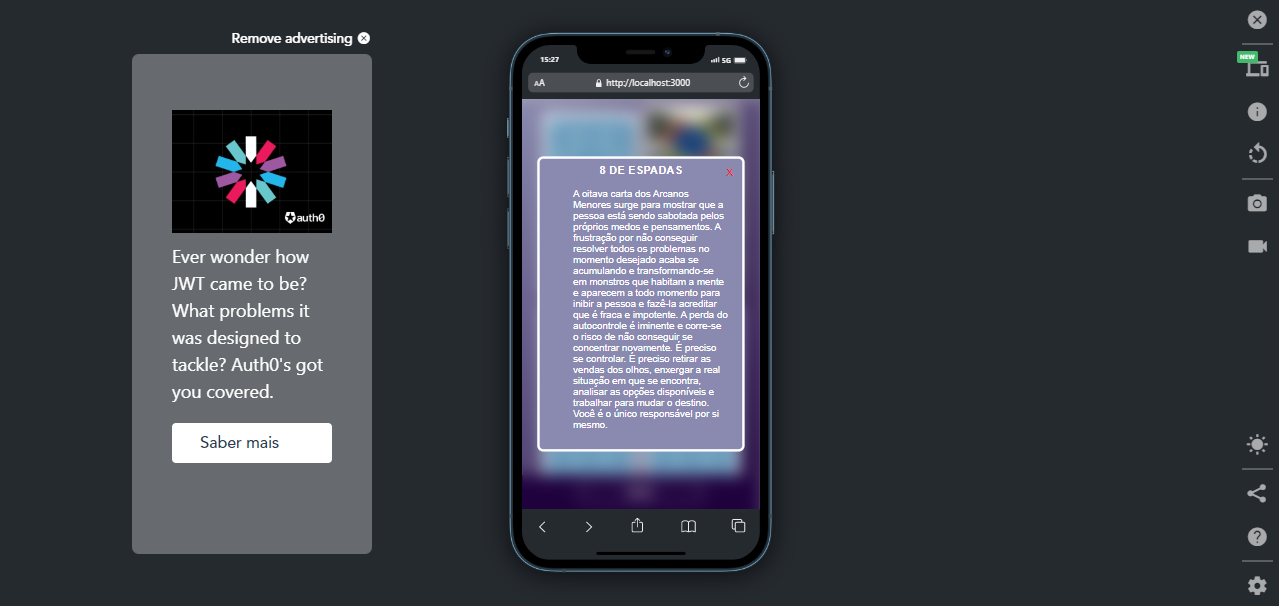 Remove advertising
auth0
Ever wonder how
JWT came to be?
What problems it
was designed to
tackle? Auth0's got
you covered.
Saber mais
15:27
5G
AA
http://localhost:3000
8 DE ESPADAS
X
A oitava carta dos Arcanos
Menores surge para mostrar que a
pessoa está sendo sabotada pelos
próprios medos e pensamentos. A
frustração por não conseguir
resolver todos os problemas no
momento desejado acaba se
acumulando e transformando-se
em monstros que habitam a mente
e aparecem a todo momento para
inibir a pessoa e fazê-la acreditar
que é fraca e impotente. A perda do
autocontrole é iminente e corre-se
o risco de não conseguir se
concentrar novamente. É preciso
se controlar. É preciso retirar as
vendas dos olhos, enxergar a real
situação em que se encontra,
analisar as opções disponíveis e
trabalhar para mudar o destino.
Você é o único responsável por si
mesmo.
NEW